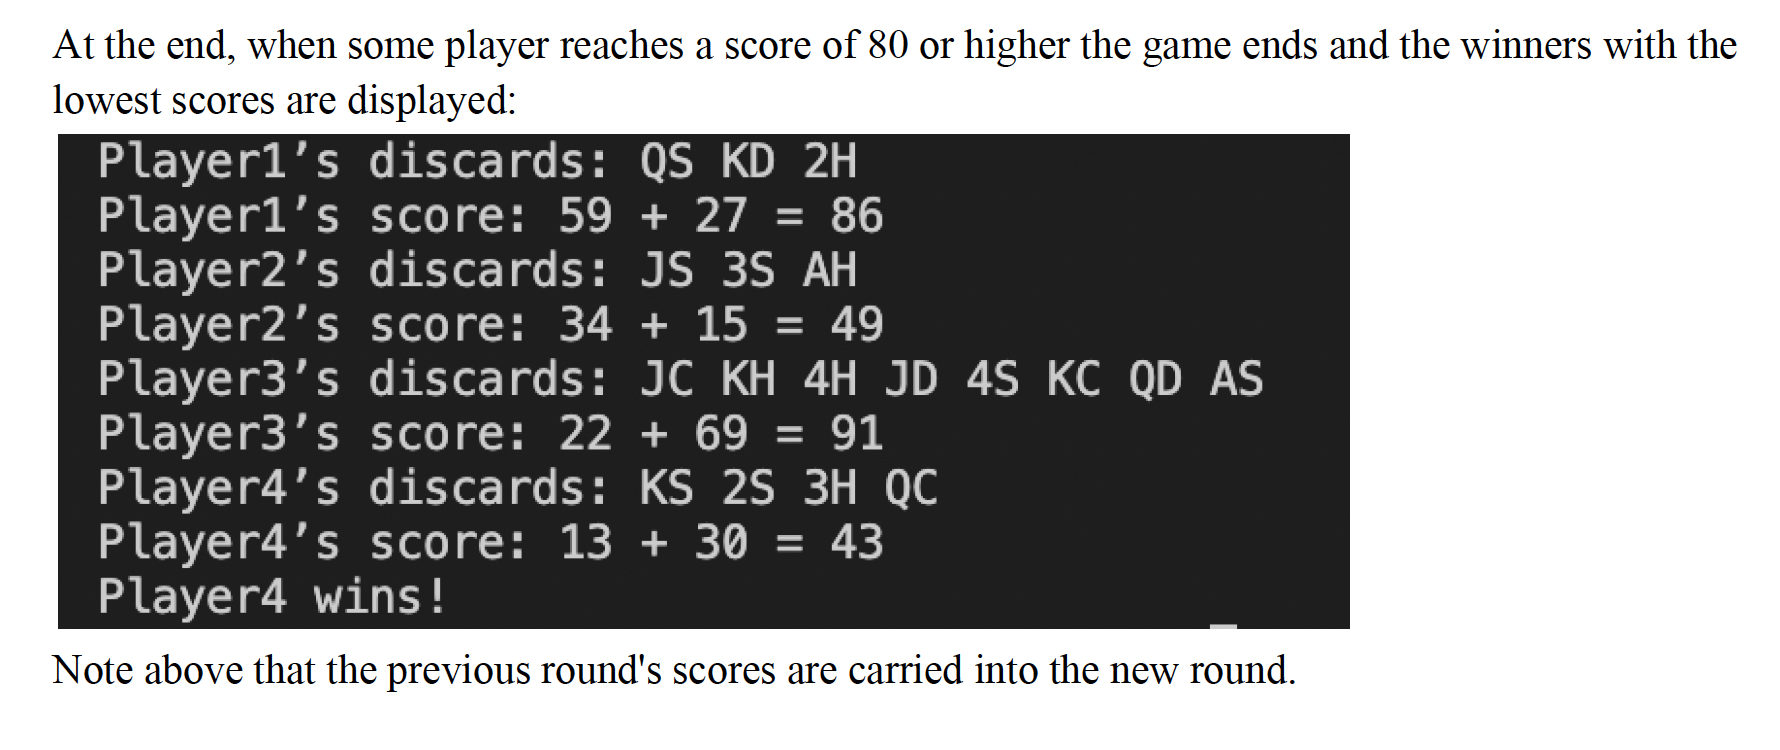 At the end, when some player reaches a score of 80 or higher the game ends and the winners with the
lowest scores are displayed:
Player1’s discards: QS KD 2H
Player1’s score: 59 + 27 = 86
Player2’s discards: JS 3S AH
Player2’s score: 34 + 15 = 49
Player3’s discards: JC KH 4H JD 4S KC QD AS
Player3’s score: 22 + 69 = 91
Player4’s discards: KS 2S 3H QC
Player4’s score: 13 + 30 = 43
Player4 wins!
Note above that the previous round's scores are carried into the new round.